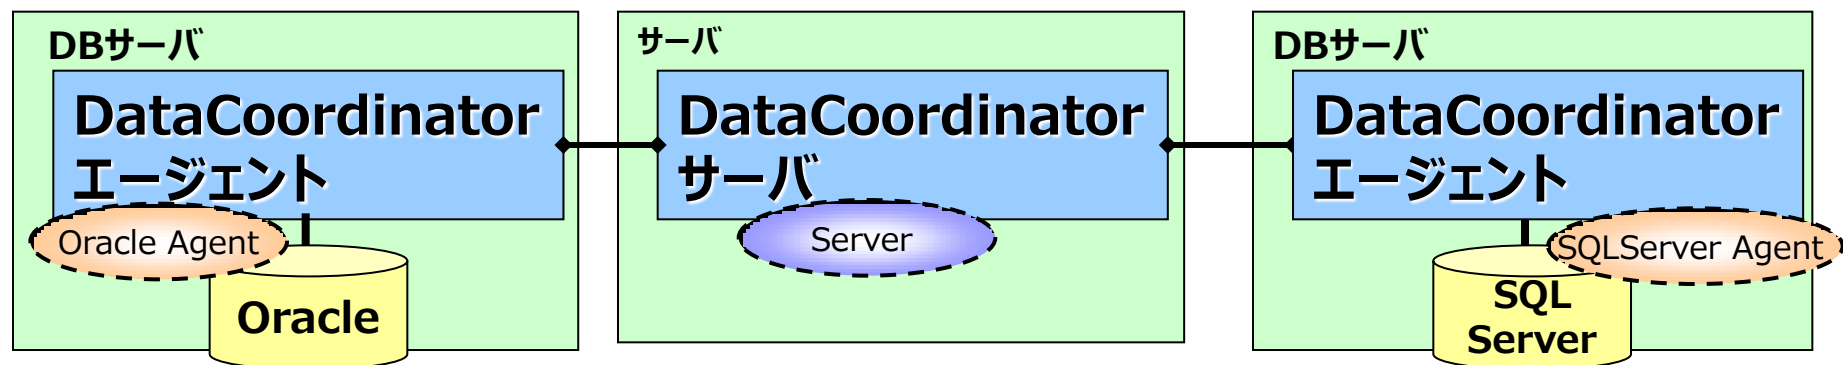 DBサーバ
DataCoordinator
エージェント
Oracle Agent
Oracle
サーバ
DataCoordinator
サーバ
Server
DBサーバ
DataCoordinator
エージェント
SQLServer Agent
SQL
Server